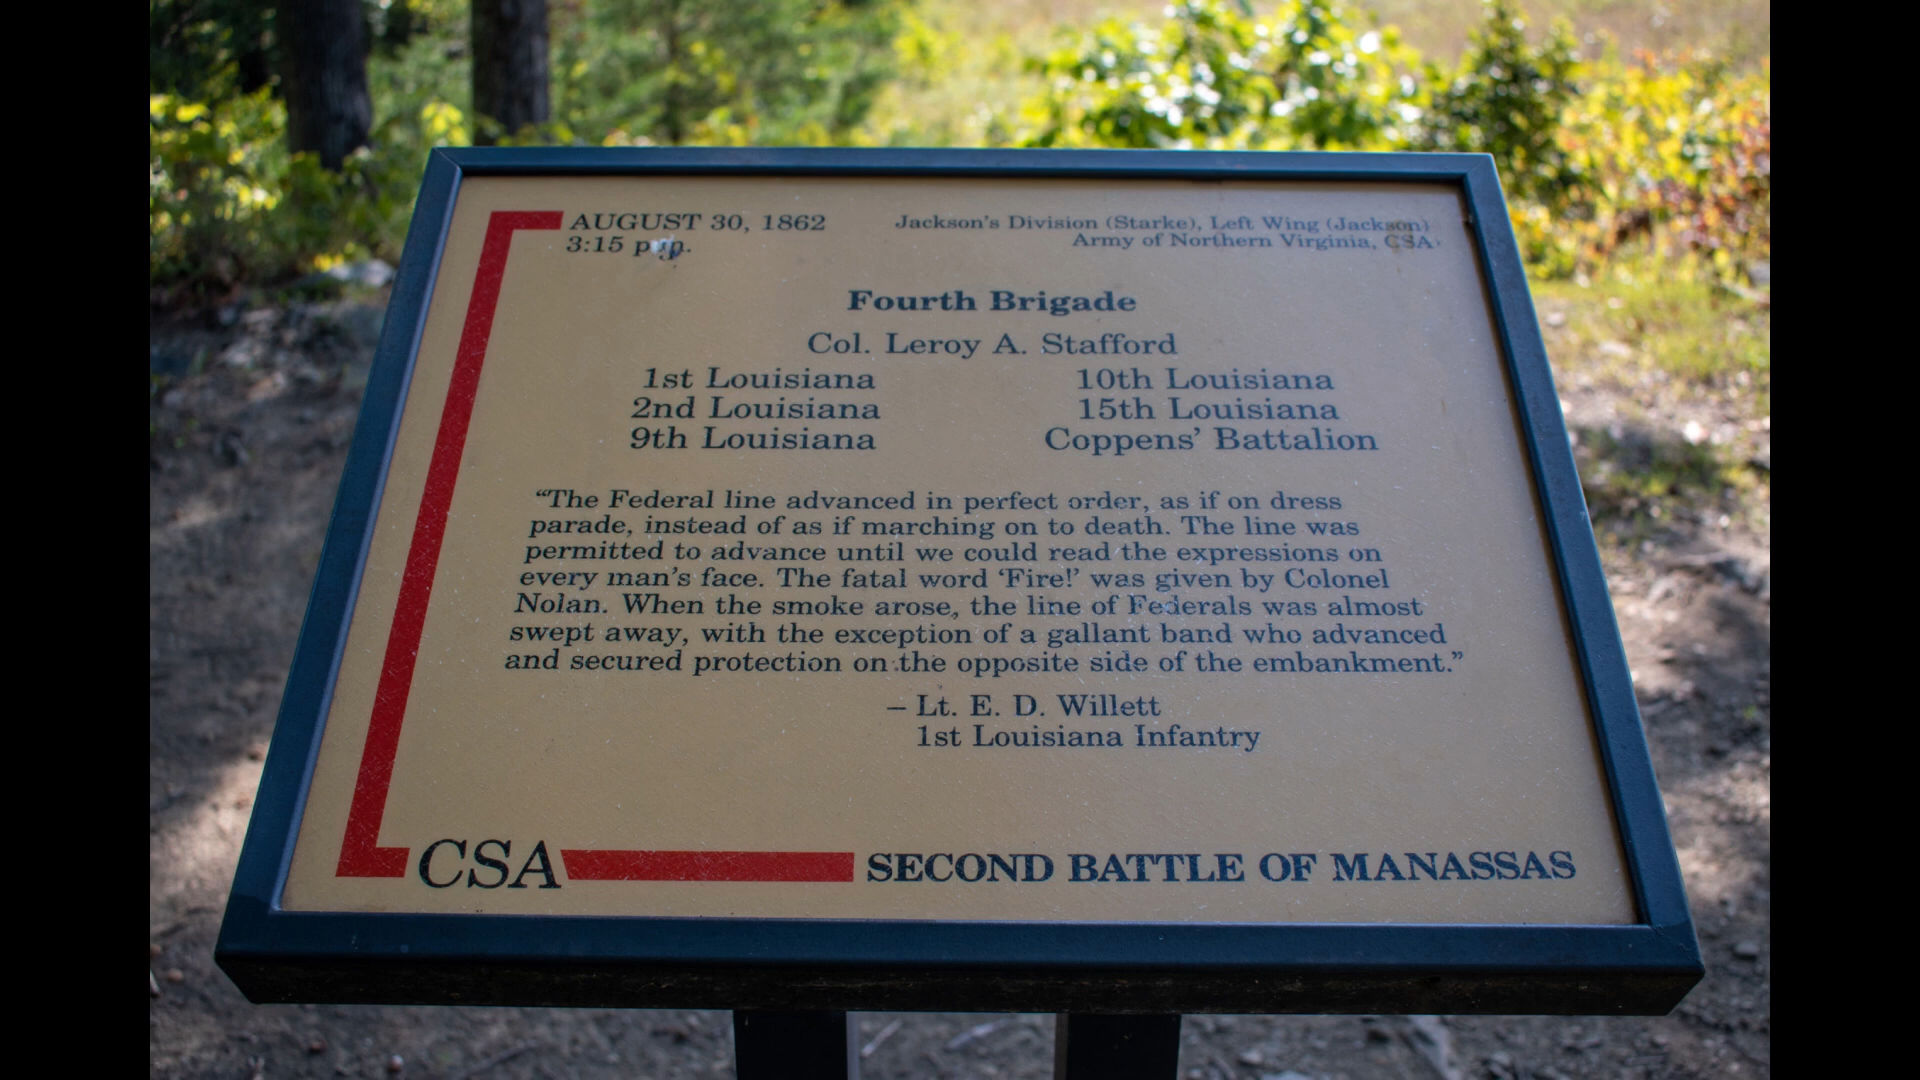 AUGUST 30, 1862
3:15 p.m.
Jackson's Division (Starke), Left Wing (Jackson)
Army of Northern Virginia, CSA
Fourth Brigade
Col. Leroy A. Stafford
1st Louisiana
2nd Louisiana
9th Louisiana
10th Louisiana
15th Louisiana
Coppens' Battalion
“The Federal line advanced in perfect order, as if on dress
parade, instead of as if marching on to death. The line was
permitted to advance until we could read the expressions on
every man's face. The fatal word ‘Fire!’ was given by Colonel
Nolan. When the smoke arose, the line of Federals was almost
swept away, with the exception of a gallant band who advanced
and secured protection on the opposite side of the embankment.”
– Lt. E. D. Willett
1st Louisiana Infantry
CSA
SECOND BATTLE OF MANASSAS